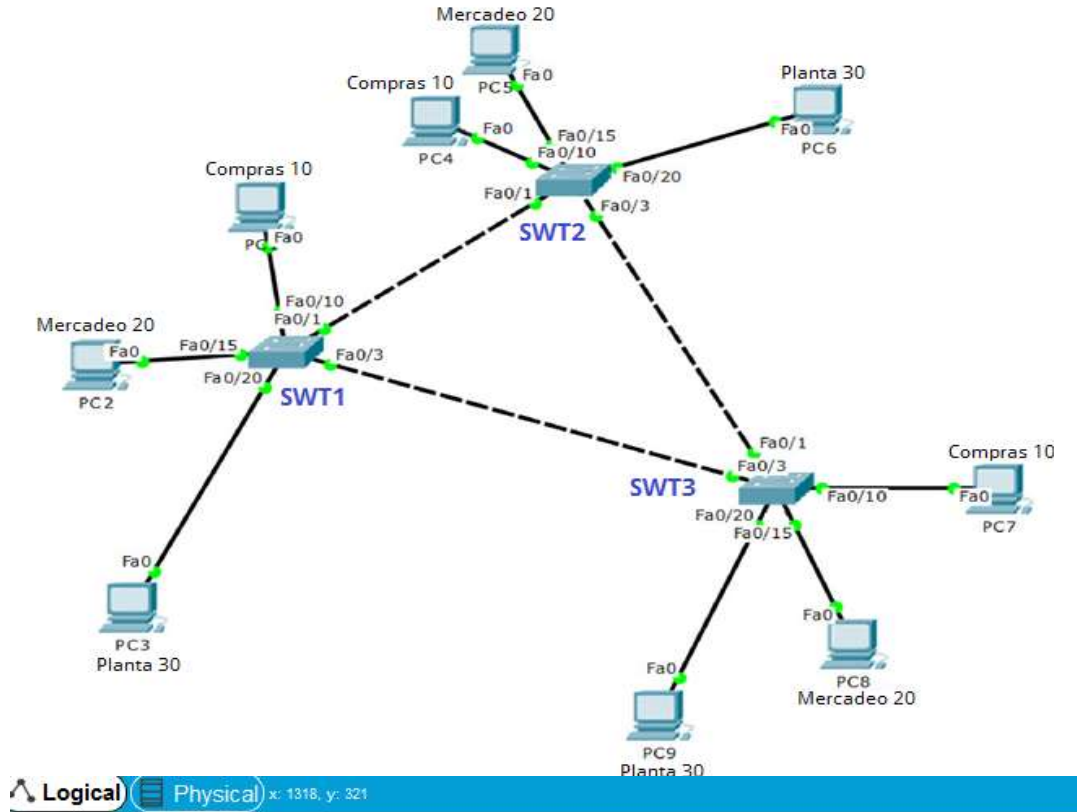 Mercadeo 20
Fa0
PC5
Compras 10
Fa0
PC4
Planta 30
Fa0
PC6
Fa0/15
Fa0/10
Fa0/20
Fa0/1
Fa0/3
SWT2
Compras 10
Fa0
Fa0/10
Fa0/1
Mercadeo 20
Fa0
PC2
Fa0/15
Fa0/3
Fa0/20
SWT1
Fa0
PC3
Planta 30
Fa0/1
Fa0/3
SWT3
Compras 10
Fa0/10
Fa0
PC7
Fa0/20
Fa0/15
Fa0
PC8
Mercadeo 20
Fa0
PC9
Planta 30
Logical
Physical
x: 1318, y: 321